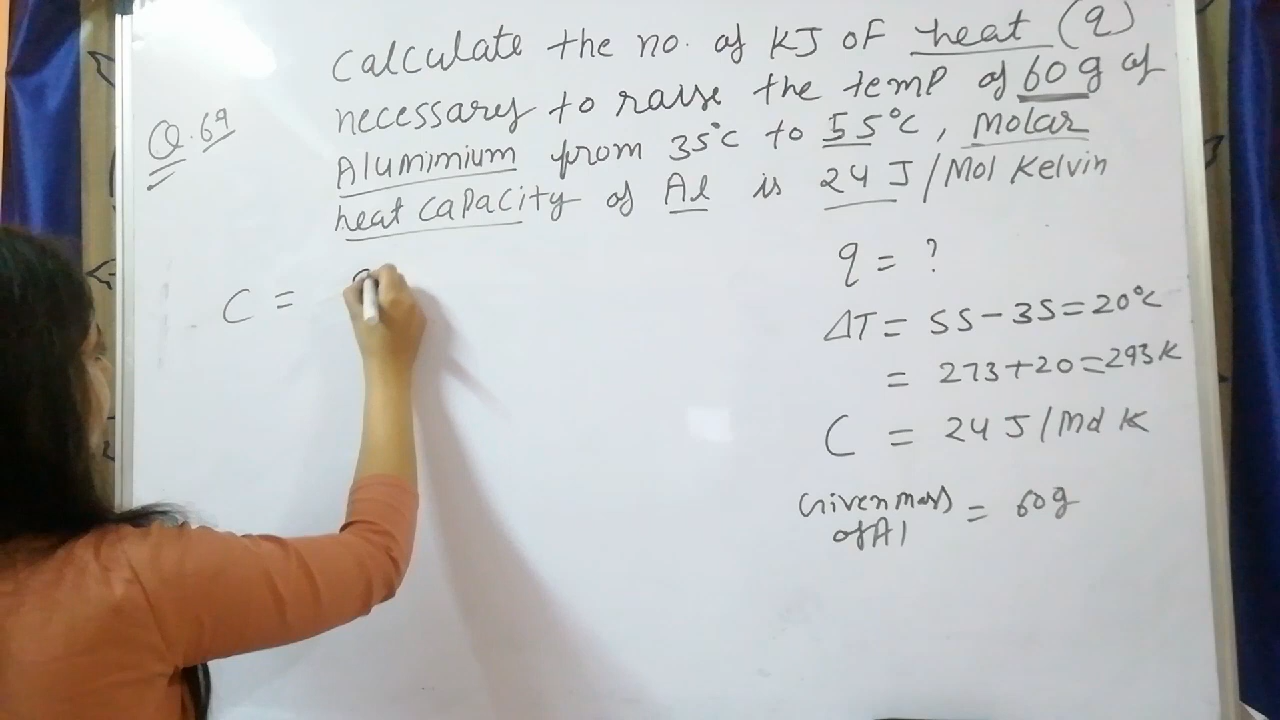 Calculate the no. of KJ OF heat (q)
necessary to raise the temp of 60g of
Q.69
Alumimium from 35°C to 55°C, Molar
heat capacity of Al is 24 J/Mol Kelvin
q = ?
C =
ΔT = 55-35=20°C
= 273+20=293K
C = 24 J/Mol K
Given mass = 60g
of Al